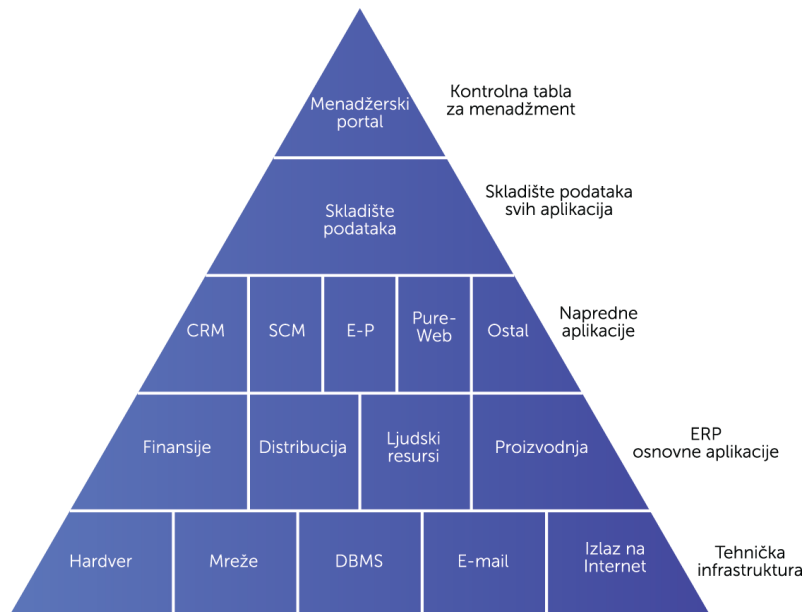 Menadžerski
portal
Kontrolna tabla
za menadžment
Skladište
podataka
Skladište podataka
svih aplikacija
CRM
SCM
E-P
Pure-
Web
Ostal
Napredne
aplikacije
Finansije
Distribucija
Ljudski
resursi
Proizvodnja
ERP
osnovne aplikacije
Hardver
Mreže
DBMS
E-mail
Izlaz na
Internet
Tehnička
infrastruktura